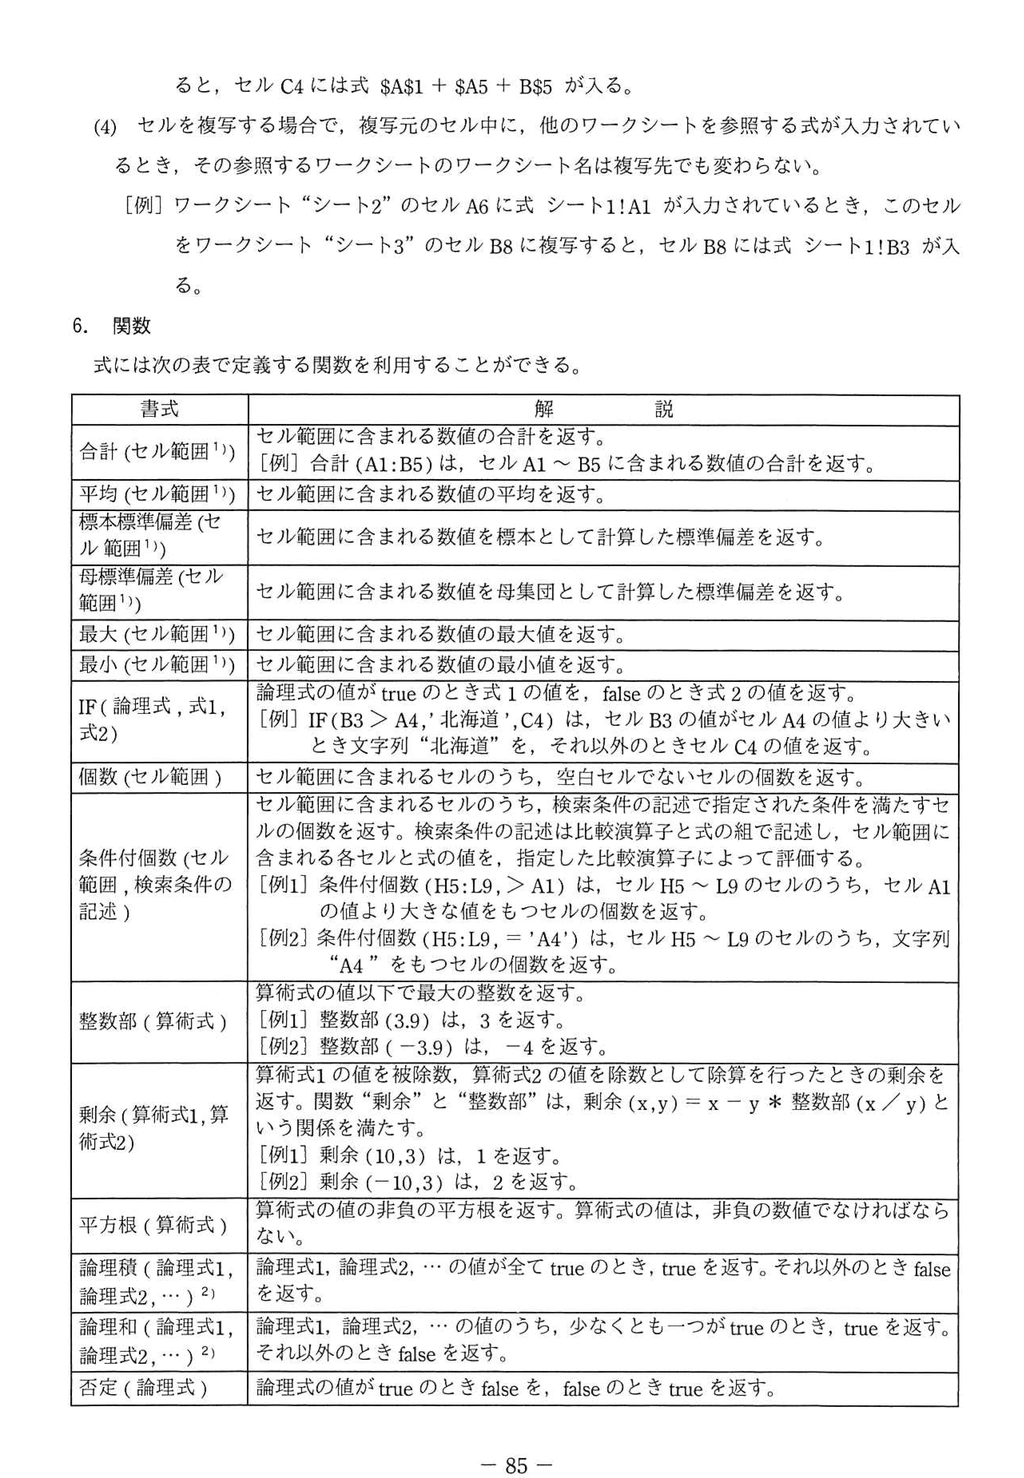 ると，セル C4 には式 $A$1 ＋ $A5 ＋ B$5 が入る。
(4) セルを複写する場合で，複写元のセル中に，他のワークシートを参照する式が入力されてい
るとき，その参照するワークシートのワークシート名は複写先でも変わらない。
［例］ワークシート“シート2”のセル A6 に式 シート1!A1 が入力されているとき，このセル
をワークシート“シート3”のセル B8 に複写すると，セル B8 には式 シート1!B3 が入
る。
6. 関数
式には次の表で定義する関数を利用することができる。
書式 解 説
合計（セル範囲1））
セル範囲に含まれる数値の合計を返す。
［例］合計（A1:B5）は，セル A1 ～ B5 に含まれる数値の合計を返す。
平均（セル範囲1）） セル範囲に含まれる数値の平均を返す。
標本標準偏差（セ
ル 範囲1））
セル範囲に含まれる数値を標本として計算した標準偏差を返す。
母標準偏差（セル
範囲1））
セル範囲に含まれる数値を母集団として計算した標準偏差を返す。
最大（セル範囲1）） セル範囲に含まれる数値の最大値を返す。
最小（セル範囲1）） セル範囲に含まれる数値の最小値を返す。
IF( 論理式 , 式1,
式2)
論理式の値が true のとき式 1 の値を，false のとき式 2 の値を返す。
［例］IF(B3 ＞ A4,' 北海道 ',C4) は，セル B3 の値がセル A4 の値より大きい
とき文字列“北海道”を，それ以外のときセル C4 の値を返す。
個数（セル範囲） セル範囲に含まれるセルのうち，空白セルでないセルの個数を返す。
条件付個数（セル
範囲 , 検索条件の
記述）
セル範囲に含まれるセルのうち，検索条件の記述で指定された条件を満たすセ
ルの個数を返す。検索条件の記述は比較演算子と式の組で記述し，セル範囲に
含まれる各セルと式の値を，指定した比較演算子によって評価する。
［例1］条件付個数（H5:L9,＞ A1）は，セル H5 ～ L9 のセルのうち，セル A1
の値より大きな値をもつセルの個数を返す。
［例2］条件付個数（H5:L9, ＝ 'A4'）は，セル H5 ～ L9 のセルのうち，文字列
“A4 ”をもつセルの個数を返す。
整数部（算術式）
算術式の値以下で最大の整数を返す。
［例1］整数部（3.9）は，3 を返す。
［例2］整数部（－3.9）は，－4 を返す。
剰余（算術式1, 算
術式2）
算術式1 の値を被除数，算術式2 の値を除数として除算を行ったときの剰余を
返す。関数“剰余”と“整数部”は，剰余（x,y）＝ x － y ＊ 整数部（x ／ y）と
いう関係を満たす。
［例1］剰余（10,3）は，1 を返す。
［例2］剰余（－10,3）は，2 を返す。
平方根（算術式）
算術式の値の非負の平方根を返す。算術式の値は，非負の数値でなければなら
ない。
論理積（論理式1,
論理式2, …）2)
論理式1, 論理式2, … の値が全て true のとき, true を返す。それ以外のとき false
を返す。
論理和（論理式1,
論理式2, …）2)
論理式1，論理式2，… の値のうち，少なくとも一つが true のとき，true を返す。
それ以外のとき false を返す。
否定（論理式） 論理式の値が true のとき false を，false のとき true を返す。
－ 85 －